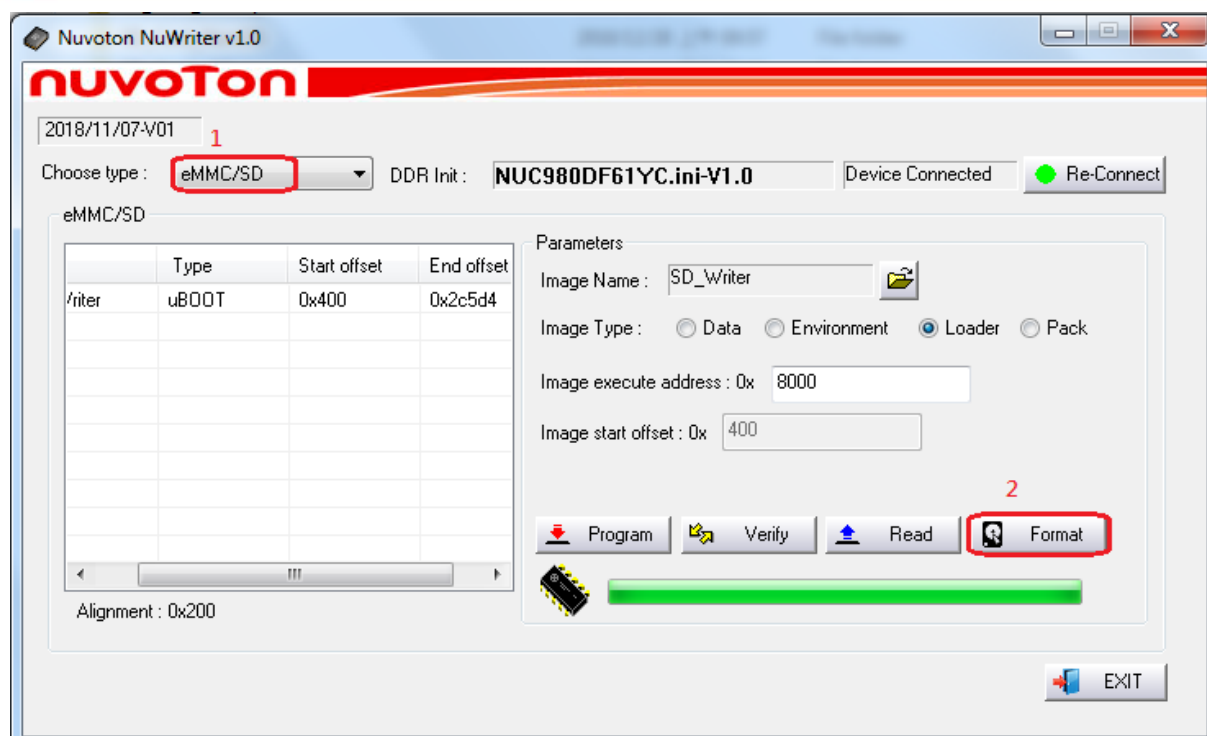 Nuvoton NuWriter v1.0
nuvoton
2018/11/07-V01
1
Choose type : eMMC/SD DDR Init : NUC980DF61YC.ini-V1.0 Device Connected Re-Connect
eMMC/SD
Type Start offset End offset
/riter uBOOT 0x400 0x2c5d4
Alignment : 0x200
Parameters
Image Name : SD_Writer
Image Type : Data Environment Loader Pack
Image execute address : 0x 8000
Image start offset : 0x 400
2
Program Verify Read Format
EXIT